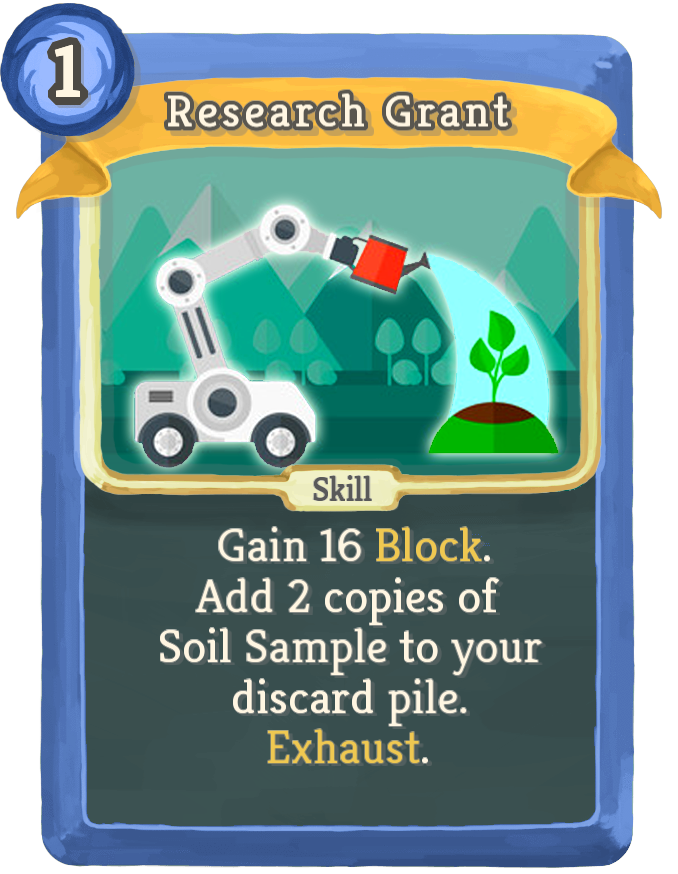 1
Research Grant
Skill
Gain 16 Block.
Add 2 copies of
Soil Sample to your
discard pile.
Exhaust.